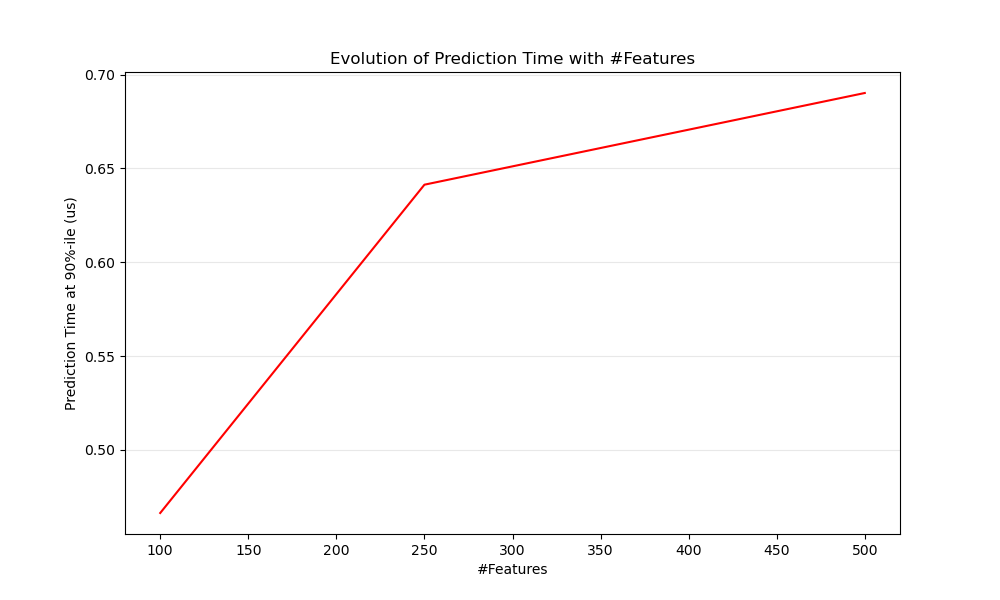 Evolution of Prediction Time with #Features
0.70
0.65
0.60
0.55
0.50
Prediction Time at 90%-ile (us)
100 150 200 250 300 350 400 450 500
#Features